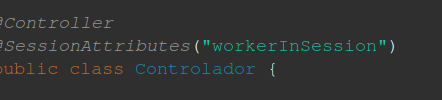 @Controller
@SessionAttributes("workerInSession")
public class Controlador {